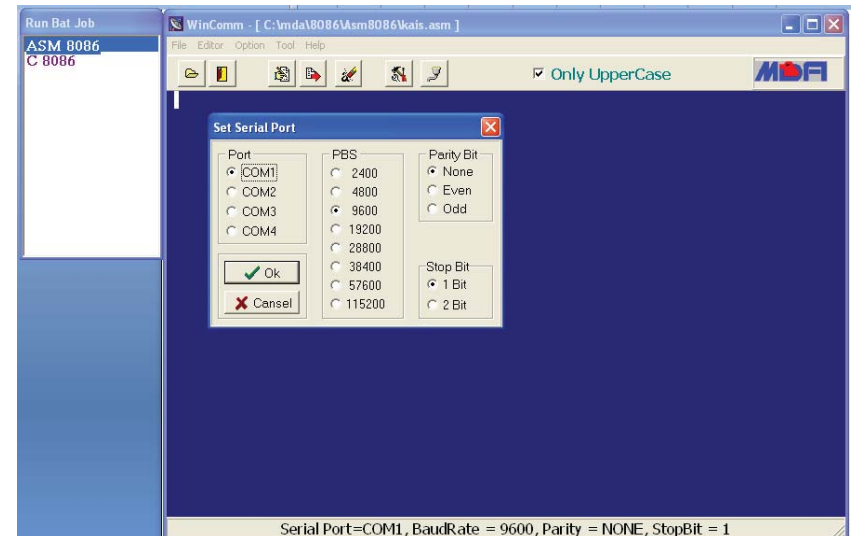 Run Bat Job
ASM 8086
C 8086
WinComm - [ C:\mda\8086\Asm8086\kais.asm ]
File Editor Option Tool Help
Only UpperCase
MDA
Set Serial Port
Port
COM1
COM2
COM3
COM4
Ok
Cansel
PBS
2400
4800
9600
19200
28800
38400
57600
115200
Parity Bit
None
Even
Odd
Stop Bit
1 Bit
2 Bit
Serial Port=COM1, BaudRate = 9600, Parity = NONE, StopBit = 1